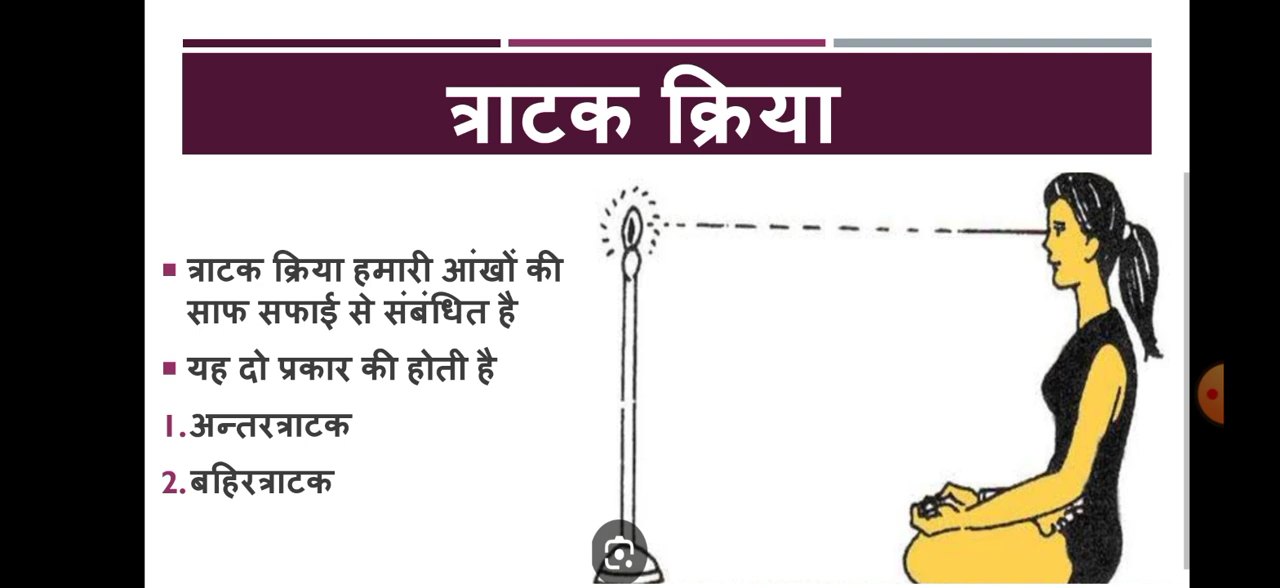 त्राटक क्रिया
त्राटक क्रिया हमारी आंखों की
साफ सफाई से संबंधित है
यह दो प्रकार की होती है
1. अन्तरत्राटक
2. बहिरत्राटक